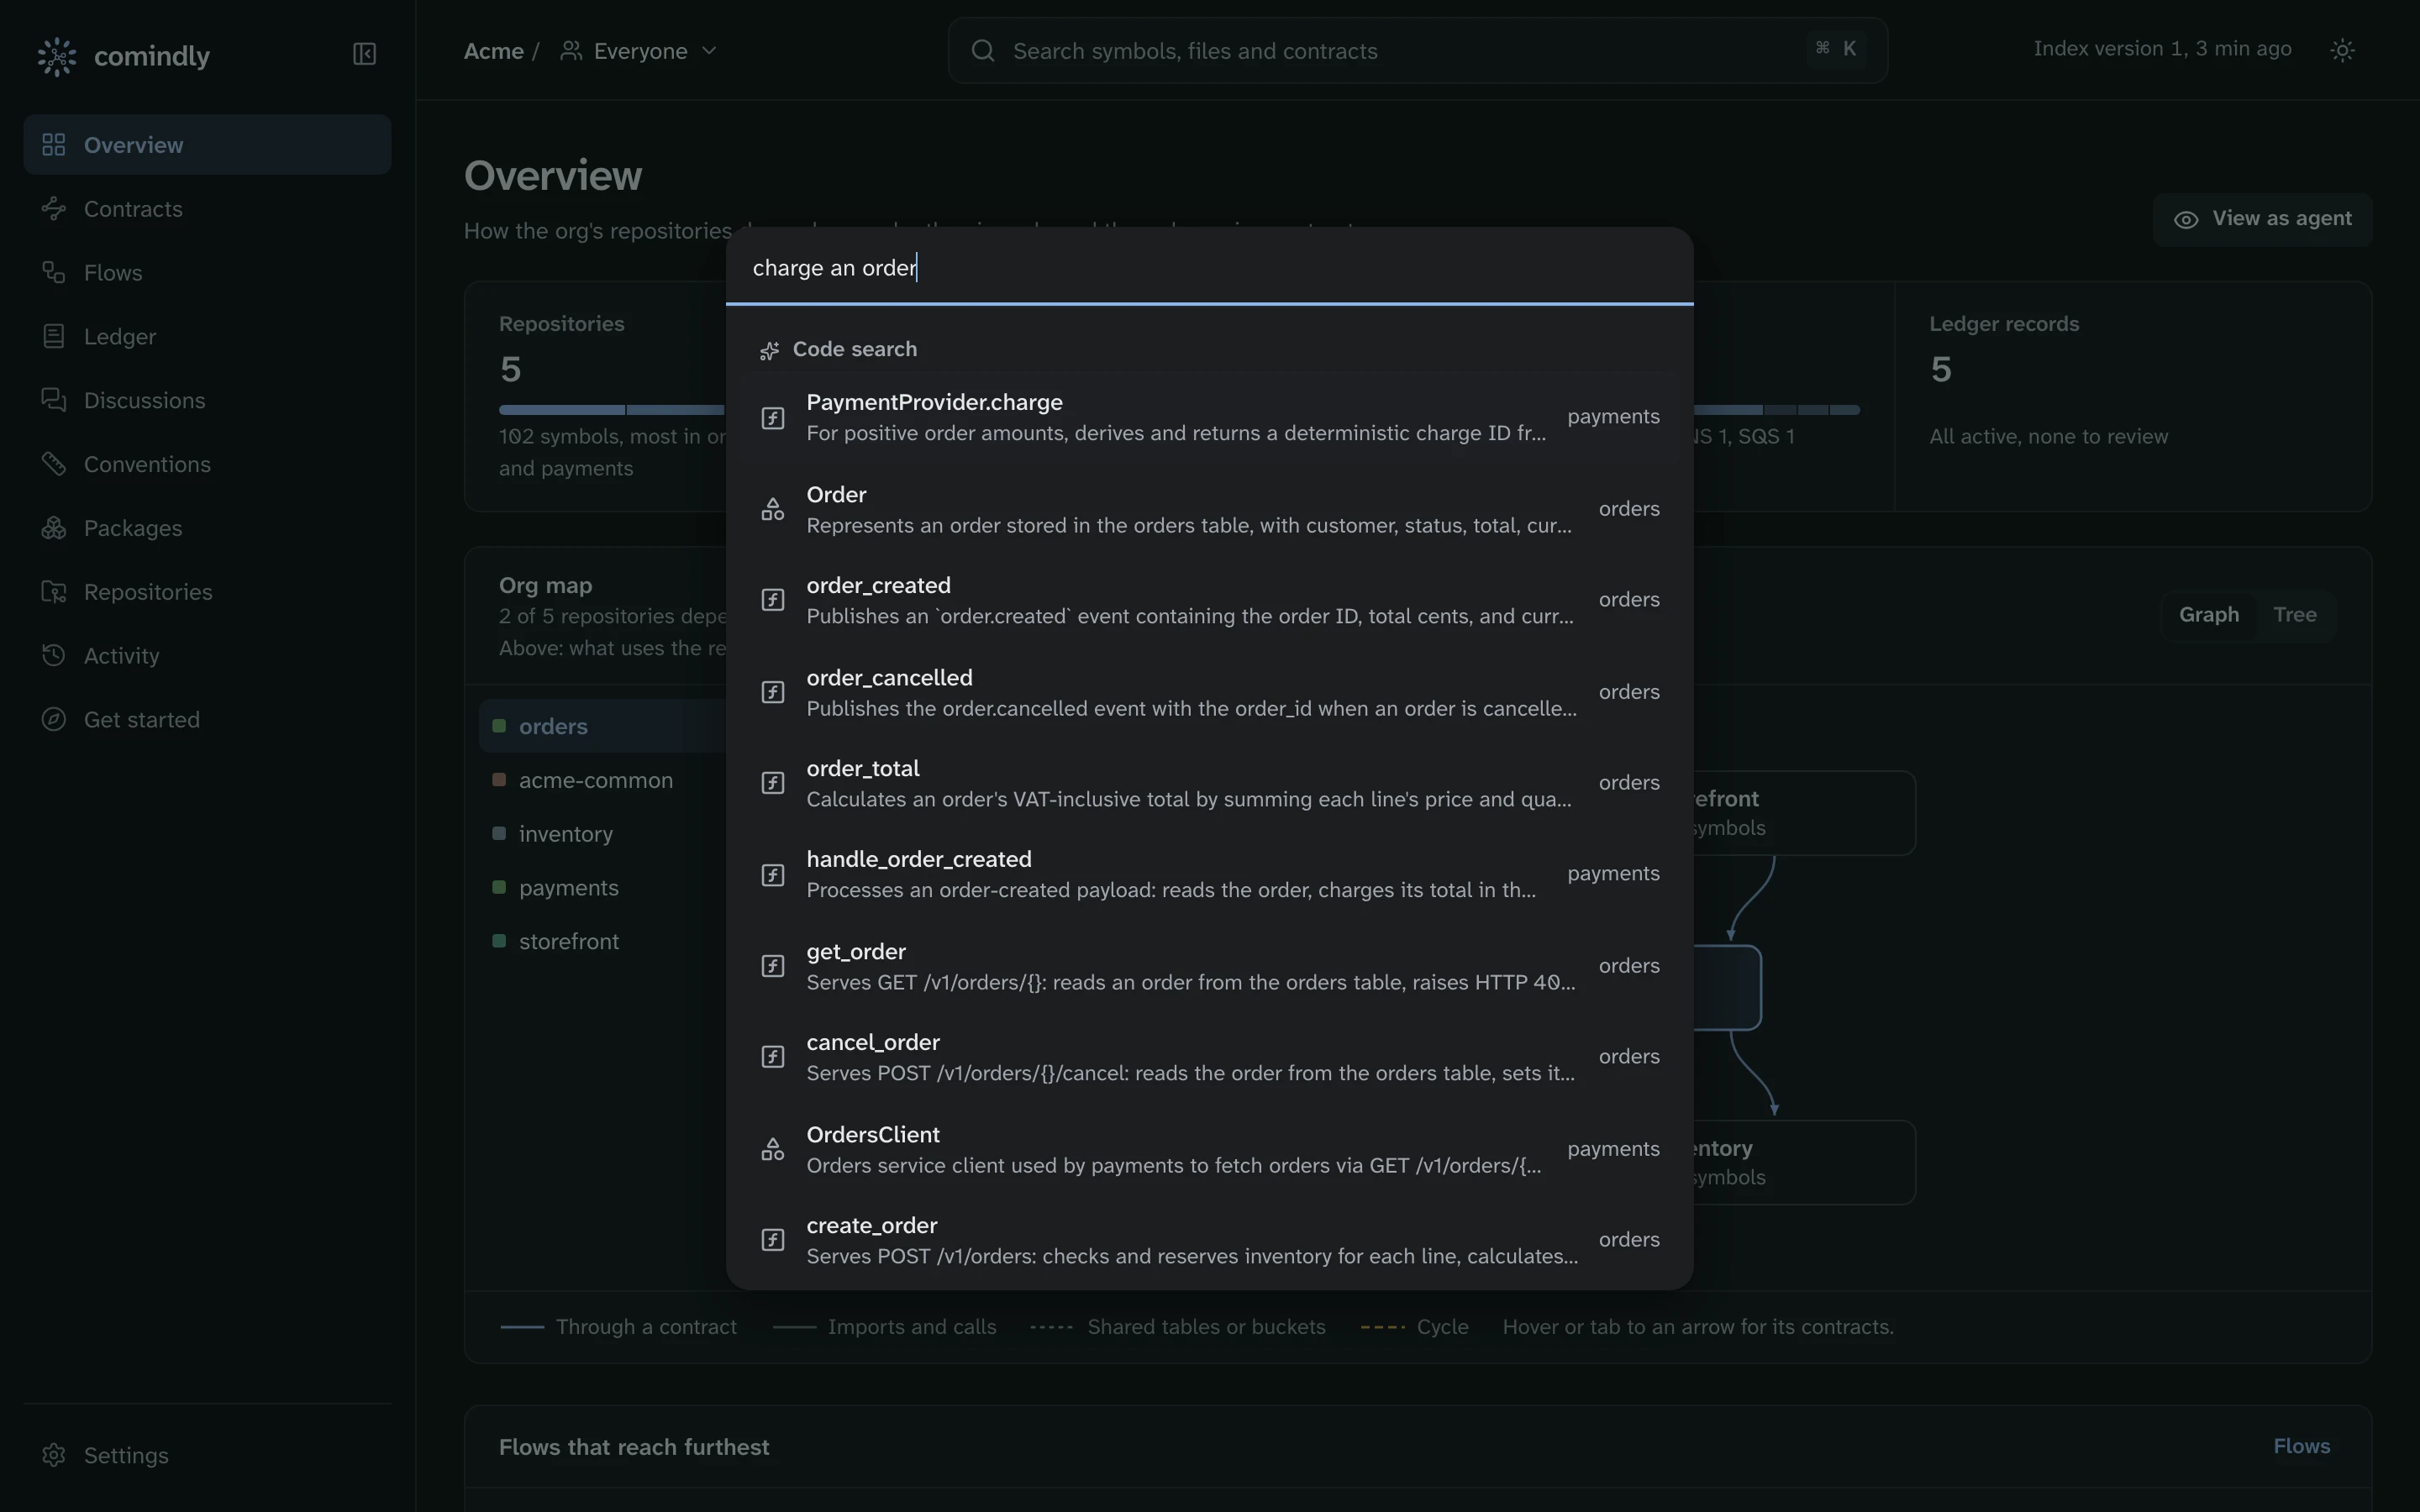 comindly
Acme / Everyone
Search symbols, files and contracts ⌘ K
Index version 1, 3 min ago
Overview
Contracts
Flows
Ledger
Discussions
Conventions
Packages
Repositories
Activity
Get started
Settings
Overview
How the org's repositories
View as agent
Repositories
5
102 symbols, most in or
and payments
SQS 1
Ledger records
5
All active, none to review
Org map
2 of 5 repositories depe
Above: what uses the re
Graph Tree
orders
acme-common
inventory
payments
storefront
charge an order
Code search
PaymentProvider.charge
For positive order amounts, derives and returns a deterministic charge ID fr...
payments
Order
Represents an order stored in the orders table, with customer, status, total, cur...
orders
order_created
Publishes an `order.created` event containing the order ID, total cents, and curr...
orders
order_cancelled
Publishes the order.cancelled event with the order_id when an order is cancelle...
orders
order_total
Calculates an order's VAT-inclusive total by summing each line's price and qua...
orders
handle_order_created
Processes an order-created payload: reads the order, charges its total in th...
payments
get_order
Serves GET /v1/orders/{}: reads an order from the orders table, raises HTTP 40...
orders
cancel_order
Serves POST /v1/orders/{}/cancel: reads the order from the orders table, sets it...
orders
OrdersClient
Orders service client used by payments to fetch orders via GET /v1/orders/{...
payments
create_order
Serves POST /v1/orders: checks and reserves inventory for each line, calculates...
orders
efront
symbols
entory
symbols
Through a contract
Imports and calls
Shared tables or buckets
Cycle
Hover or tab to an arrow for its contracts.
Flows that reach furthest
Flows